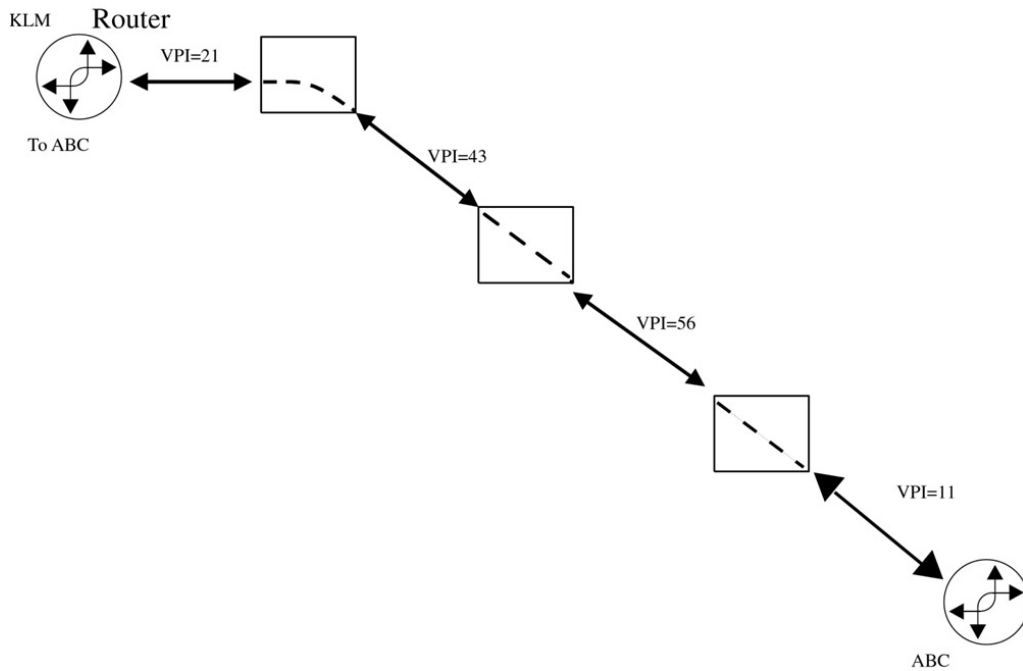 KLM
Router
VPI=21
To ABC
VPI=43
VPI=56
VPI=11
ABC